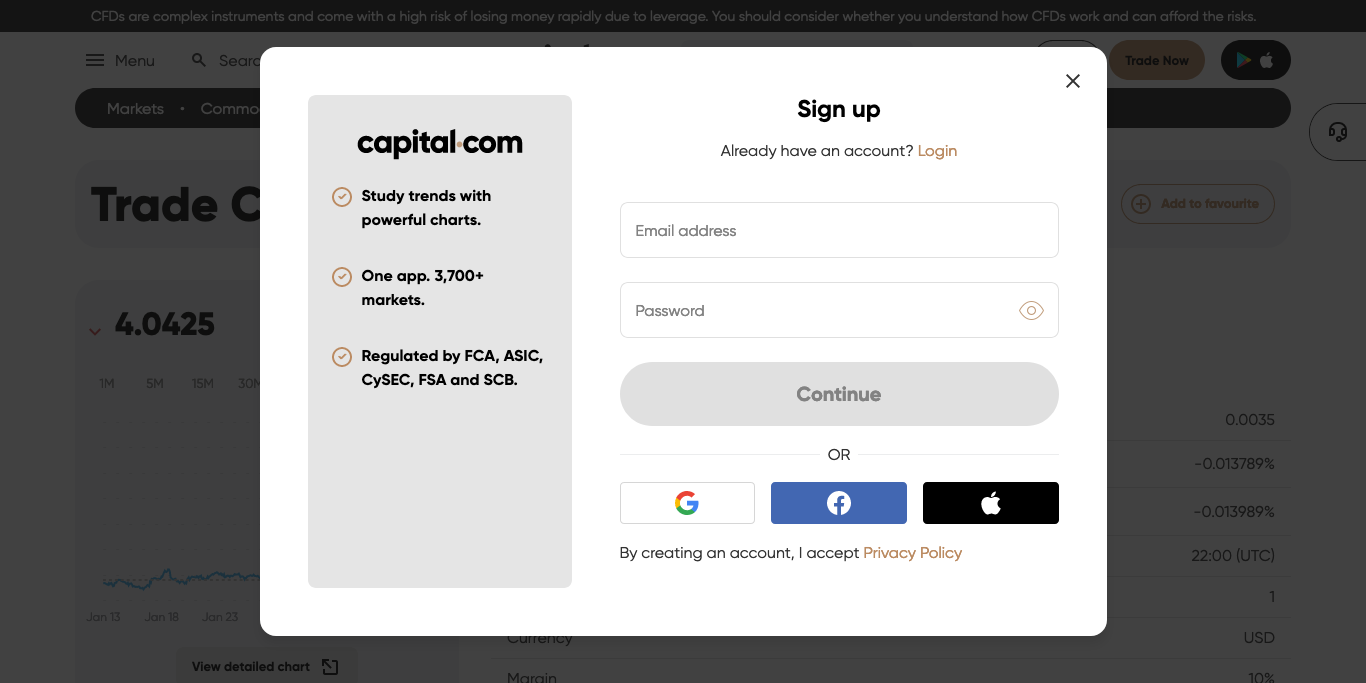 CFDs are complex instruments and come with a high risk of losing money rapidly due to leverage. You should consider whether you understand how CFDs work and can afford the risks.
Menu
Trade Now
Markets • Commo
Trade C
Add to favourite
4.0425
1M 5M 15M 30M
Jan 13 Jan 18 Jan 23
View detailed chart
capital.com
Study trends with
powerful charts.
One app. 3,700+
markets.
Regulated by FCA, ASIC,
CySEC, FSA and SCB.
Sign up
Already have an account? Login
Email address
Password
Continue
OR
By creating an account, I accept Privacy Policy
0.0035
-0.013789%
-0.013989%
22:00 (UTC)
1
Currency USD
Margin 10%